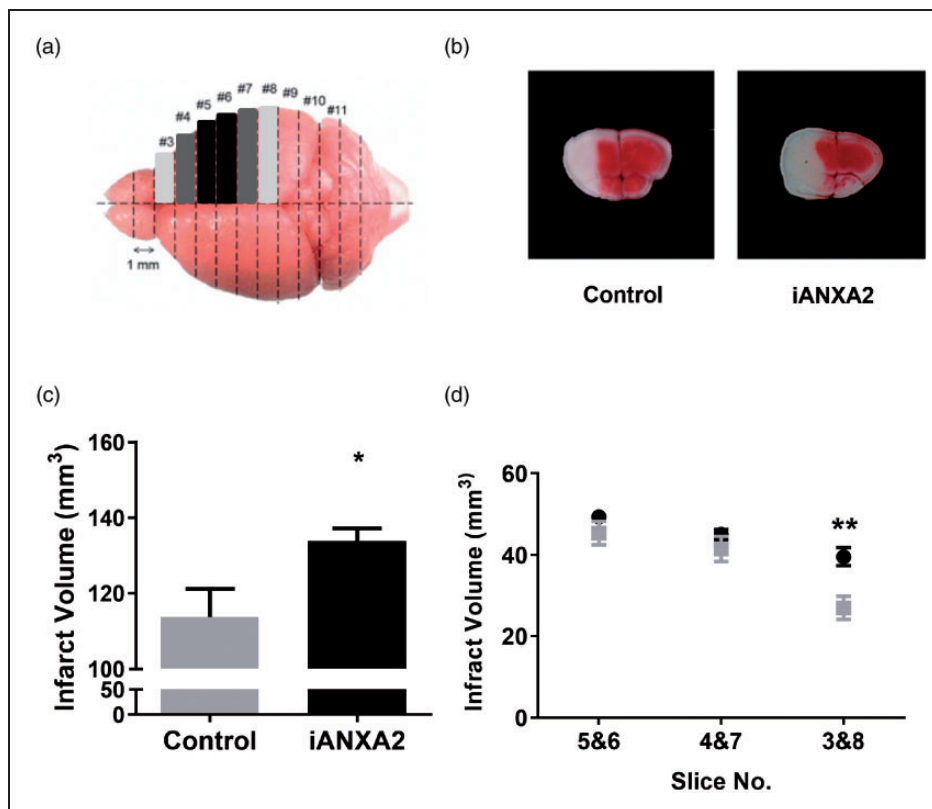 (a)
#3
#4
#5
#6
#7
#8
#9
#10
#11
1 mm
(b)
Control
iANXA2
(c)
Infarct Volume (mm³)
160
140
120
100
50
0
*
Control
iANXA2
(d)
Infract Volume (mm³)
60
40
20
0
**
5&6
4&7
3&8
Slice No.